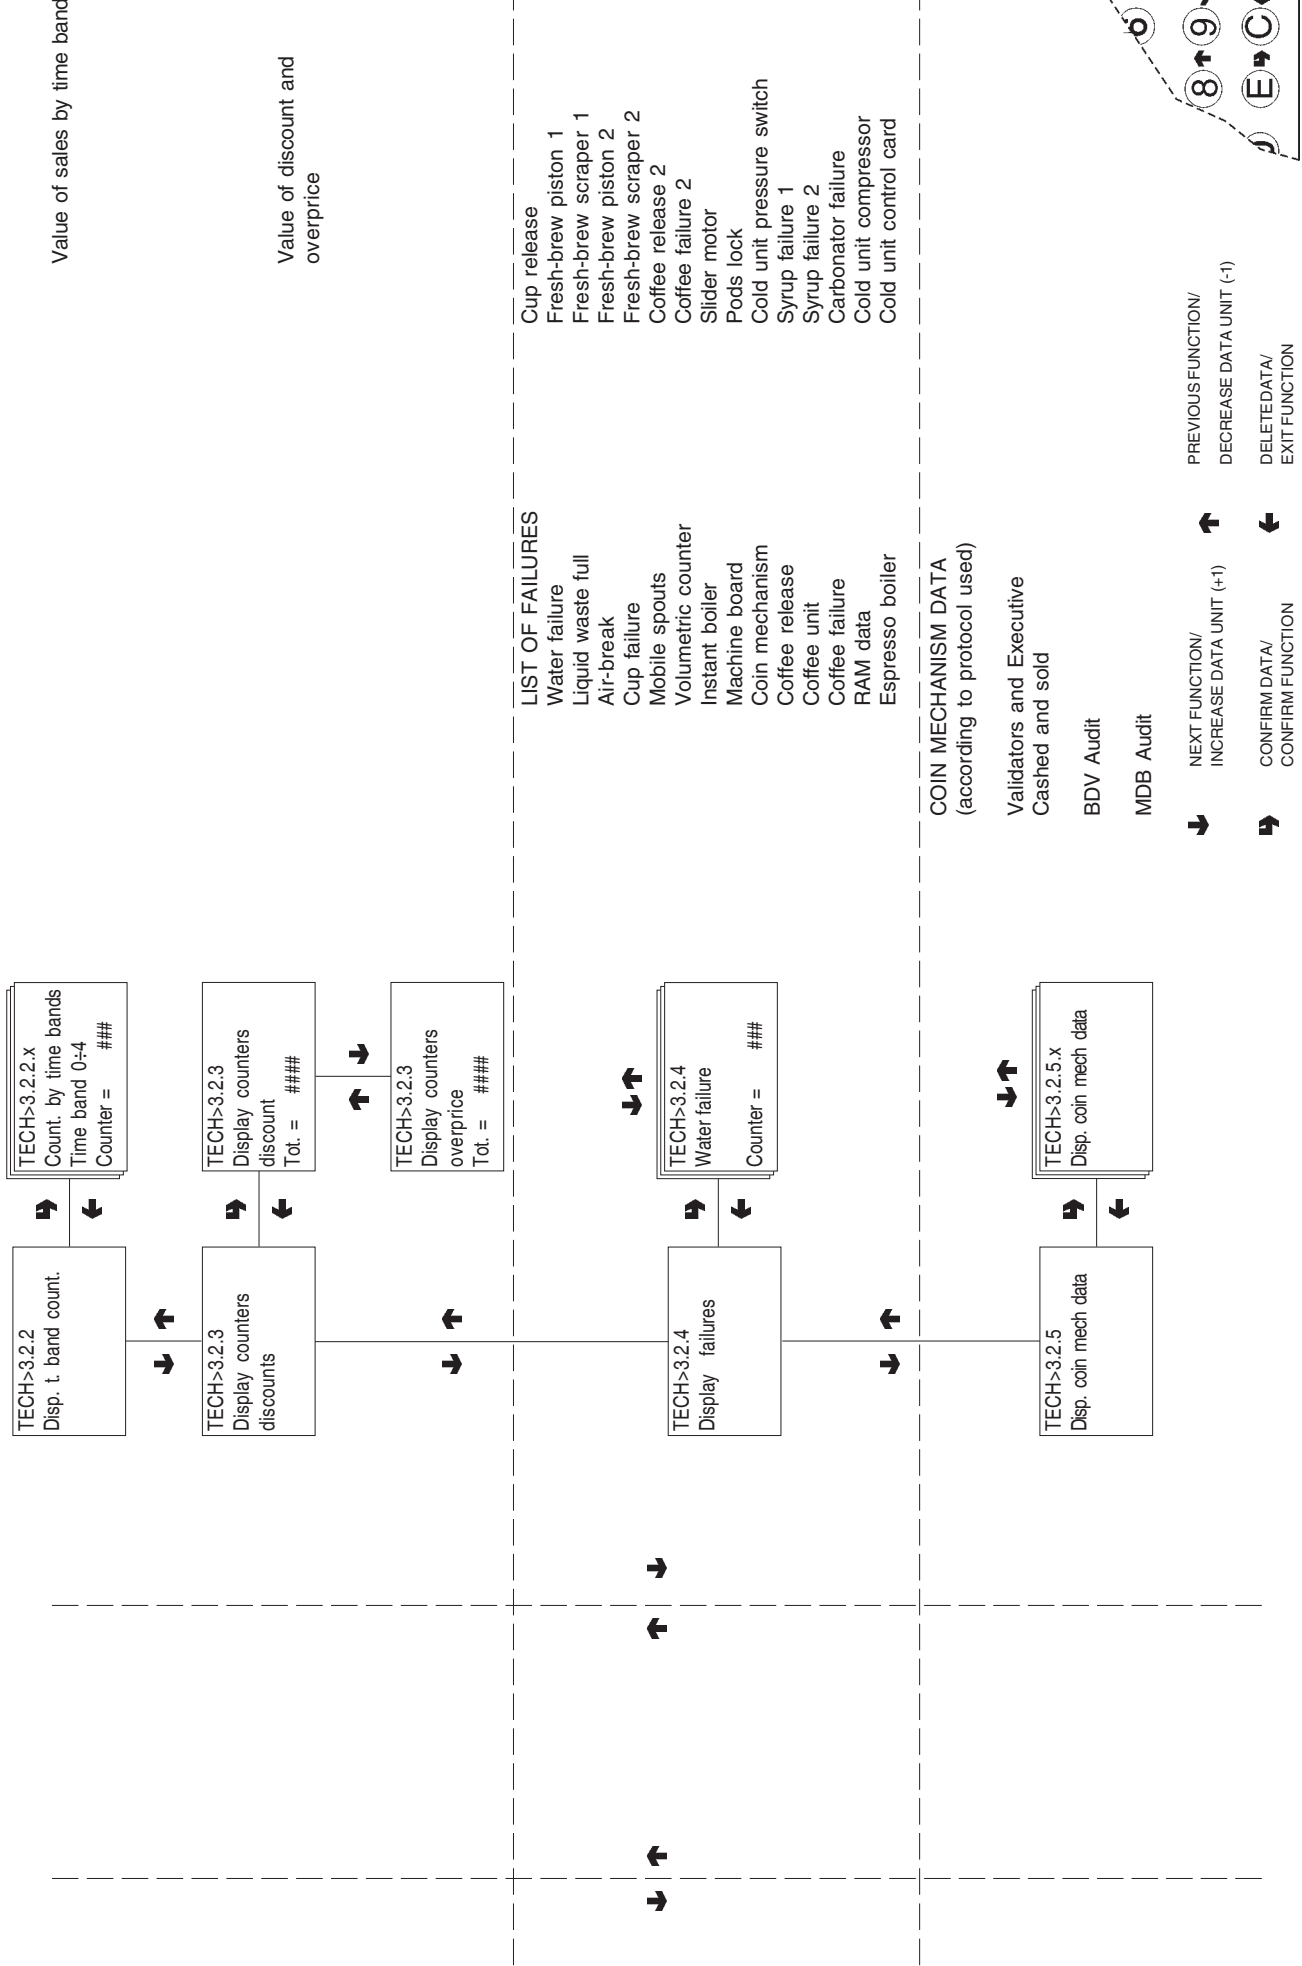 TECH>3.2.2
Disp. t. band count.
TECH>3.2.2.x
Count. by time bands
Time band 0÷4
Counter = ###
Value of sales by time band
TECH>3.2.3
Display counters
discounts
TECH>3.2.3
Display counters
discount
Tot. = ####
Value of discount and
overprice
TECH>3.2.3
Display counters
overprice
Tot. = ####
TECH>3.2.4
Display failures
TECH>3.2.4
Water failure
Counter = ###
LIST OF FAILURES
Water failure
Liquid waste full
Air-break
Cup failure
Mobile spouts
Volumetric counter
Instant boiler
Machine board
Coin mechanism
Coffee release
Coffee unit
Coffee failure
RAM data
Espresso boiler
Cup release
Fresh-brew piston 1
Fresh-brew scraper 1
Fresh-brew piston 2
Fresh-brew scraper 2
Coffee release 2
Coffee failure 2
Slider motor
Pods lock
Cold unit pressure switch
Syrup failure 1
Syrup failure 2
Carbonator failure
Cold unit compressor
Cold unit control card
TECH>3.2.5
Disp. coin mech data
TECH>3.2.5.x
Disp. coin mech data
COIN MECHANISM DATA
(according to protocol used)
Validators and Executive
Cashed and sold
BDV Audit
MDB Audit
NEXT FUNCTION/
INCREASE DATA UNIT (+1)
PREVIOUS FUNCTION/
DECREASE DATA UNIT (-1)
CONFIRM DATA/
CONFIRM FUNCTION
DELETE DATA/
EXIT FUNCTION
6
8 9
E C